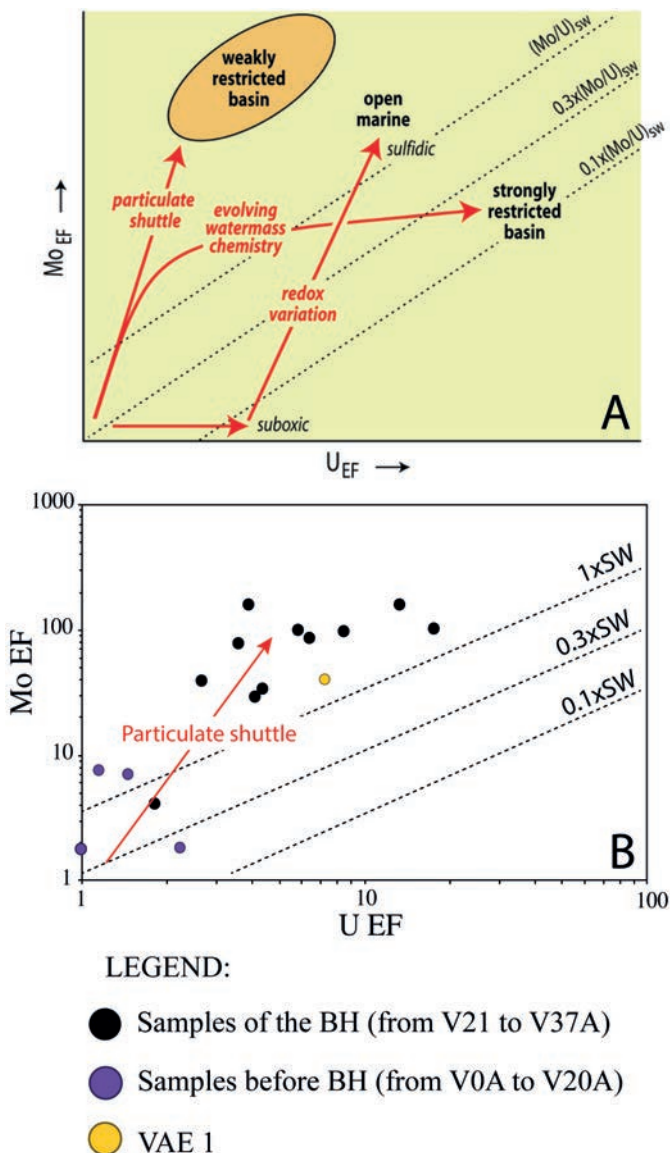 weakly
restricted
basin
open
marine
sulfidic
(Mo/U)SW
0.3x(Mo/U)SW
0.1x(Mo/U)SW
particulate
shuttle
evolving
watermass
chemistry
strongly
restricted
basin
redox
variation
suboxic
A
MoEF
UEF
1000
100
10
1
Mo EF
1xSW
0.3xSW
0.1xSW
Particulate shuttle
B
1
10
100
U EF
LEGEND:
Samples of the BH (from V21 to V37A)
Samples before BH (from V0A to V20A)
VAE 1